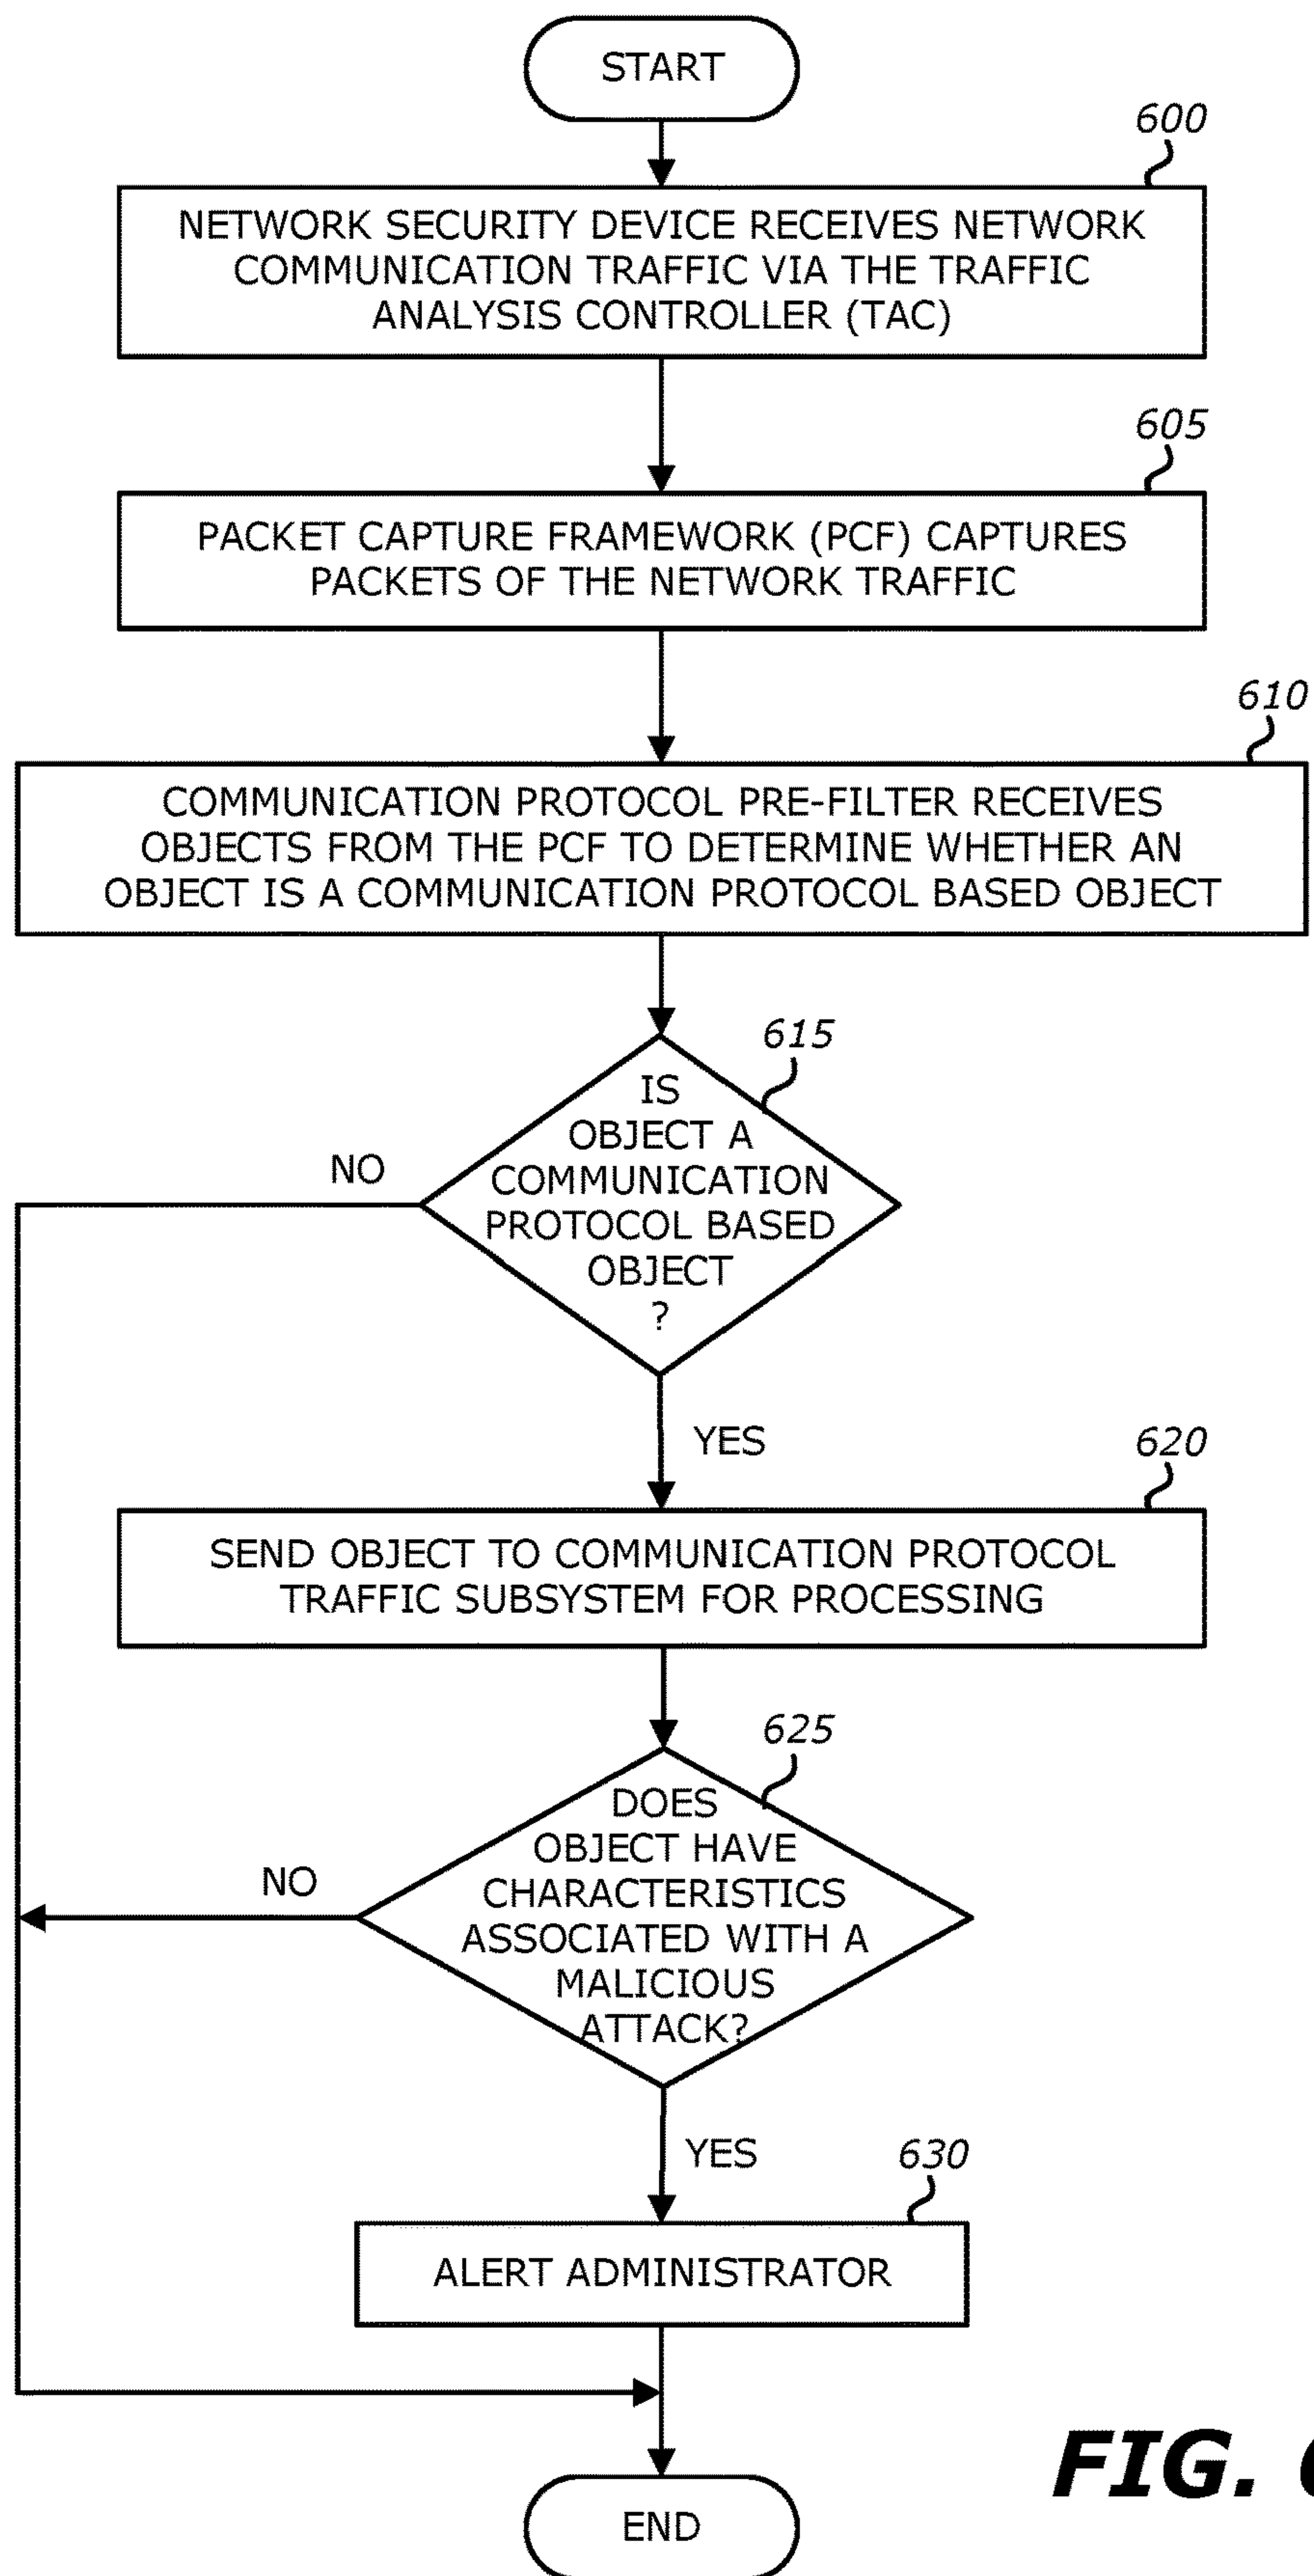 START
600
NETWORK SECURITY DEVICE RECEIVES NETWORK
COMMUNICATION TRAFFIC VIA THE TRAFFIC
ANALYSIS CONTROLLER (TAC)
605
PACKET CAPTURE FRAMEWORK (PCF) CAPTURES
PACKETS OF THE NETWORK TRAFFIC
610
COMMUNICATION PROTOCOL PRE-FILTER RECEIVES
OBJECTS FROM THE PCF TO DETERMINE WHETHER AN
OBJECT IS A COMMUNICATION PROTOCOL BASED OBJECT
615
IS
OBJECT A
COMMUNICATION
PROTOCOL BASED
OBJECT
?
NO
YES
620
SEND OBJECT TO COMMUNICATION PROTOCOL
TRAFFIC SUBSYSTEM FOR PROCESSING
625
DOES
OBJECT HAVE
CHARACTERISTICS
ASSOCIATED WITH A
MALICIOUS
ATTACK?
NO
YES
630
ALERT ADMINISTRATOR
FIG.
END